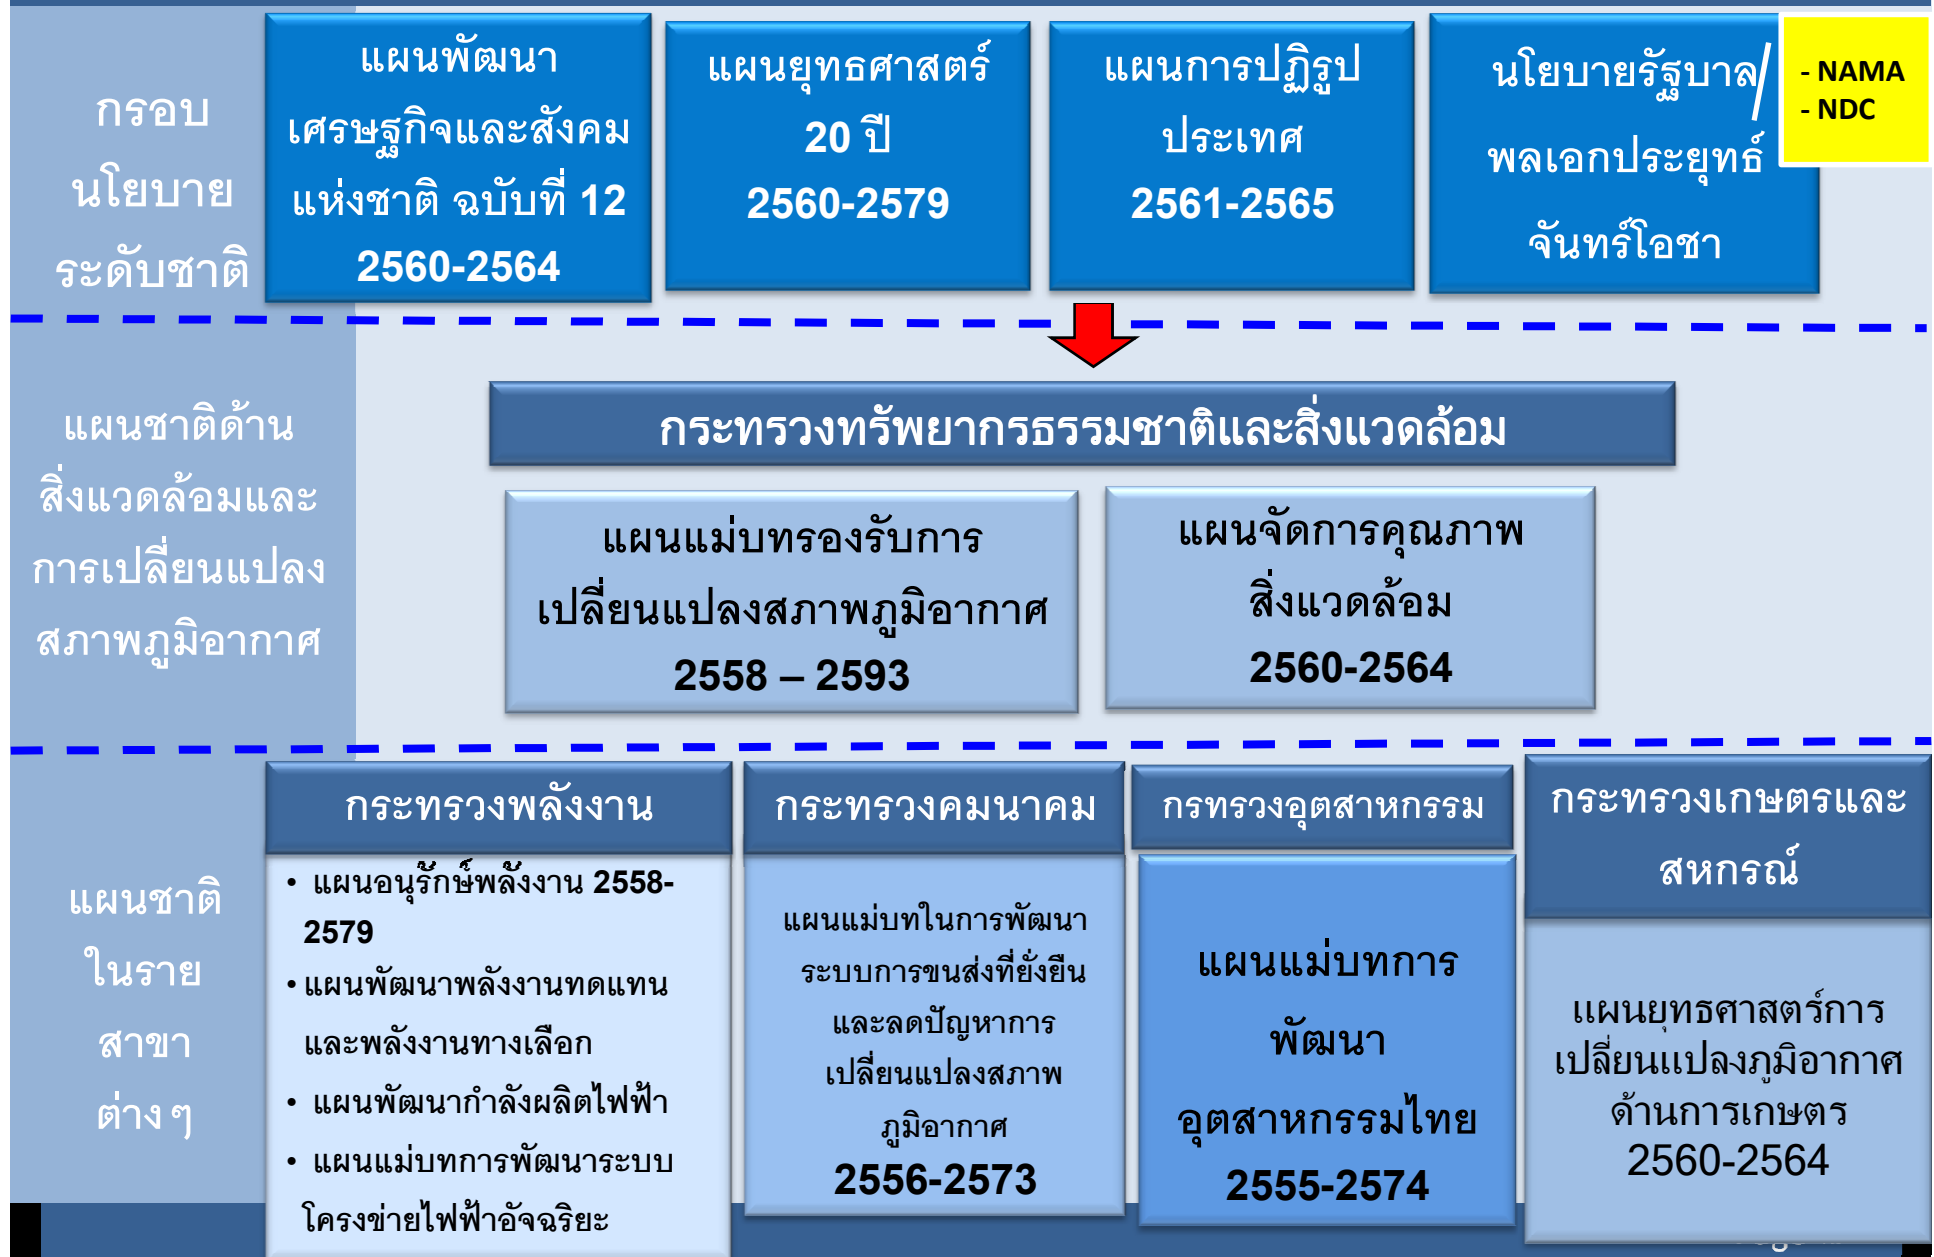 กรอบ
นโยบาย
ระดับชาติ
แผนพัฒนา
เศรษฐกิจและสังคม
แห่งชาติ ฉบับที่ 12
2560-2564
แผนยุทธศาสตร์
20 ปี
2560-2579
แผนการปฏิรูป
ประเทศ
2561-2565
นโยบายรัฐบาล
พลเอกประยุทธ์
จันทร์โอชา
- NAMA
- NDC
แผนชาติด้าน
สิ่งแวดล้อมและ
การเปลี่ยนแปลง
สภาพภูมิอากาศ
กระทรวงทรัพยากรธรรมชาติและสิ่งแวดล้อม
แผนแม่บทรองรับการ
เปลี่ยนแปลงสภาพภูมิอากาศ
2558 – 2593
แผนจัดการคุณภาพ
สิ่งแวดล้อม
2560-2564
แผนชาติ
ในราย
สาขา
ต่าง ๆ
กระทรวงพลังงาน
• แผนอนุรักษ์พลังงาน 2558-
2579
• แผนพัฒนาพลังงานทดแทน
และพลังงานทางเลือก
• แผนพัฒนากำลังผลิตไฟฟ้า
• แผนแม่บทการพัฒนาระบบ
โครงข่ายไฟฟ้าอัจฉริยะ
กระทรวงคมนาคม
แผนแม่บทในการพัฒนา
ระบบการขนส่งที่ยั่งยืน
และลดปัญหาการ
เปลี่ยนแปลงสภาพ
ภูมิอากาศ
2556-2573
กรทรวงอุตสาหกรรม
แผนแม่บทการ
พัฒนา
อุตสาหกรรมไทย
2555-2574
กระทรวงเกษตรและ
สหกรณ์
แผนยุทธศาสตร์การ
เปลี่ยนแปลงภูมิอากาศ
ด้านการเกษตร
2560-2564